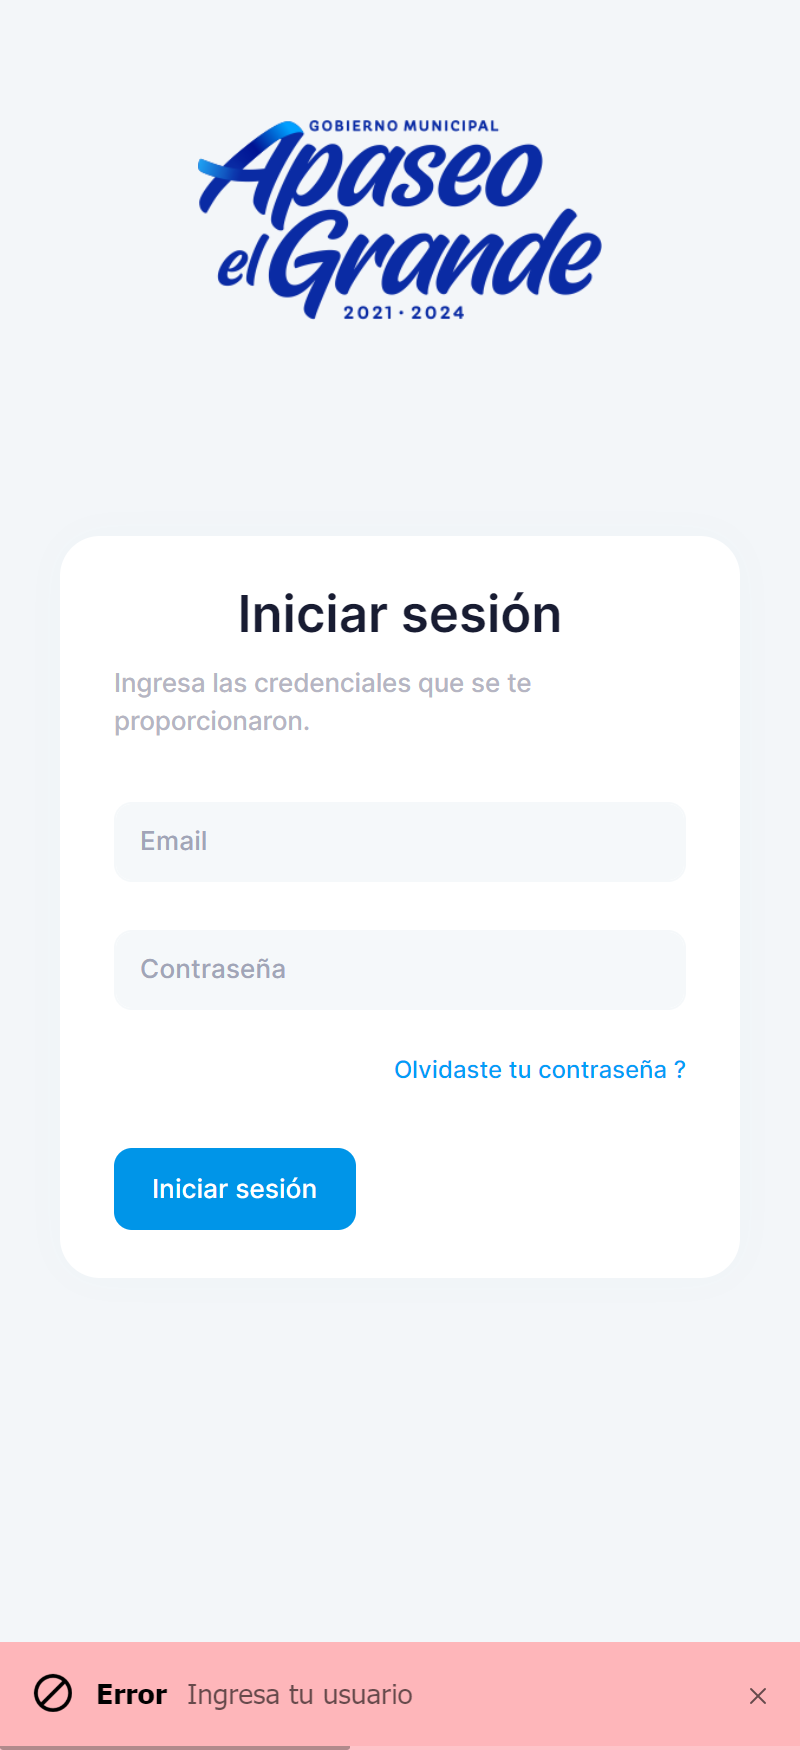 GOBIERNO MUNICIPAL
Apaseo
el Grande
2021 · 2024
Iniciar sesión
Ingresa las credenciales que se te
proporcionaron.
Email
Contraseña
Olvidaste tu contraseña ?
Iniciar sesión
Error Ingresa tu usuario